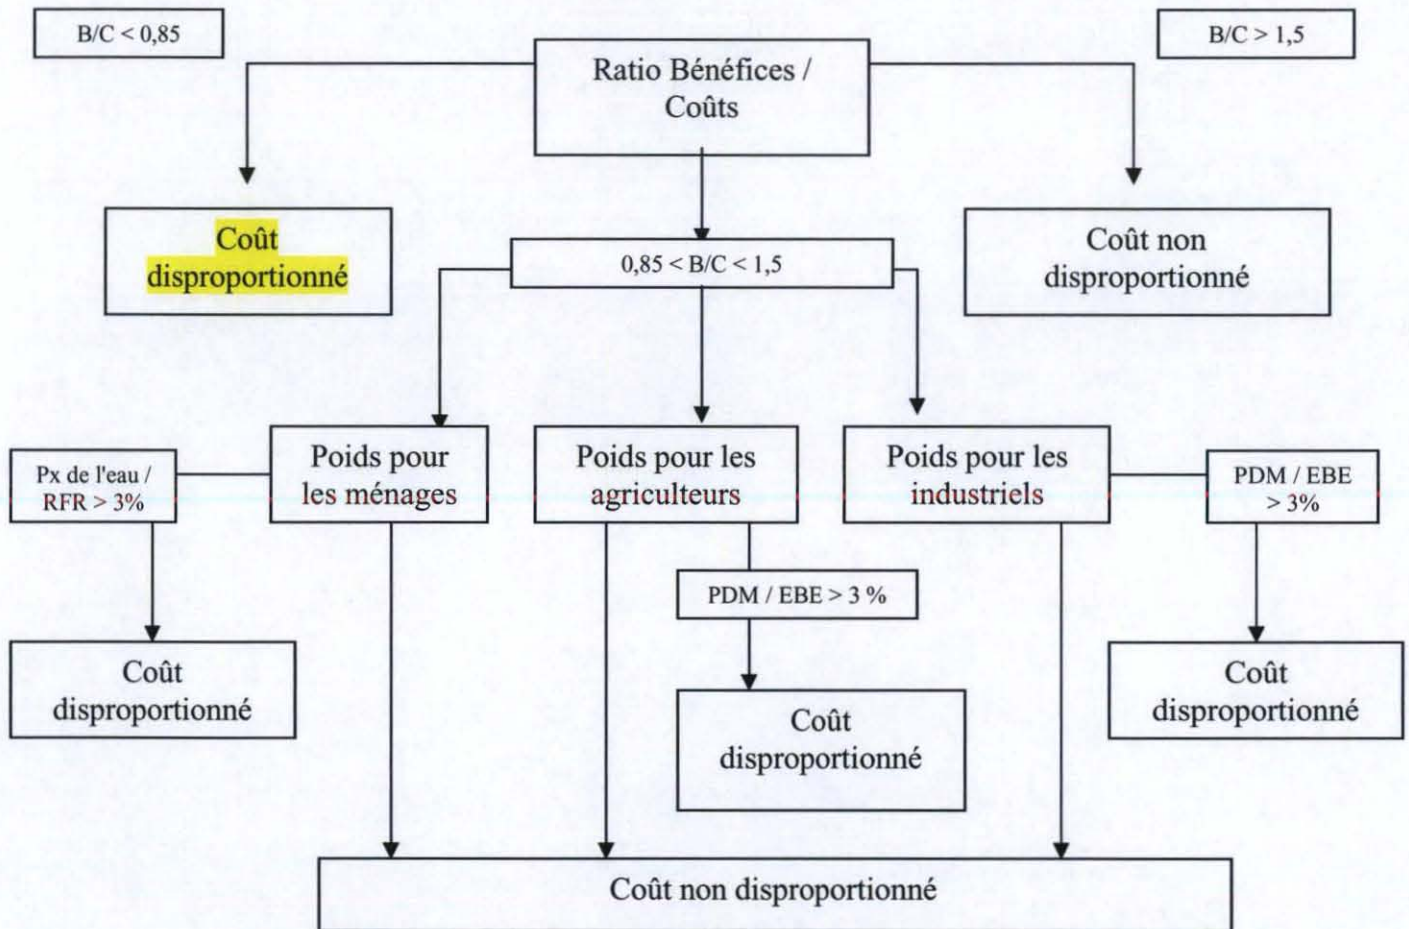 B/C < 0,85
B/C > 1,5
Ratio Bénéfices /
Coûts
Coût
disproportionné
Coût non
disproportionné
0,85 < B/C < 1,5
Px de l'eau /
RFR > 3%
Poids pour
les ménages
Poids pour les
agriculteurs
Poids pour les
industriels
PDM / EBE
> 3%
PDM / EBE > 3 %
Coût
disproportionné
Coût
disproportionné
Coût
disproportionné
Coût non disproportionné